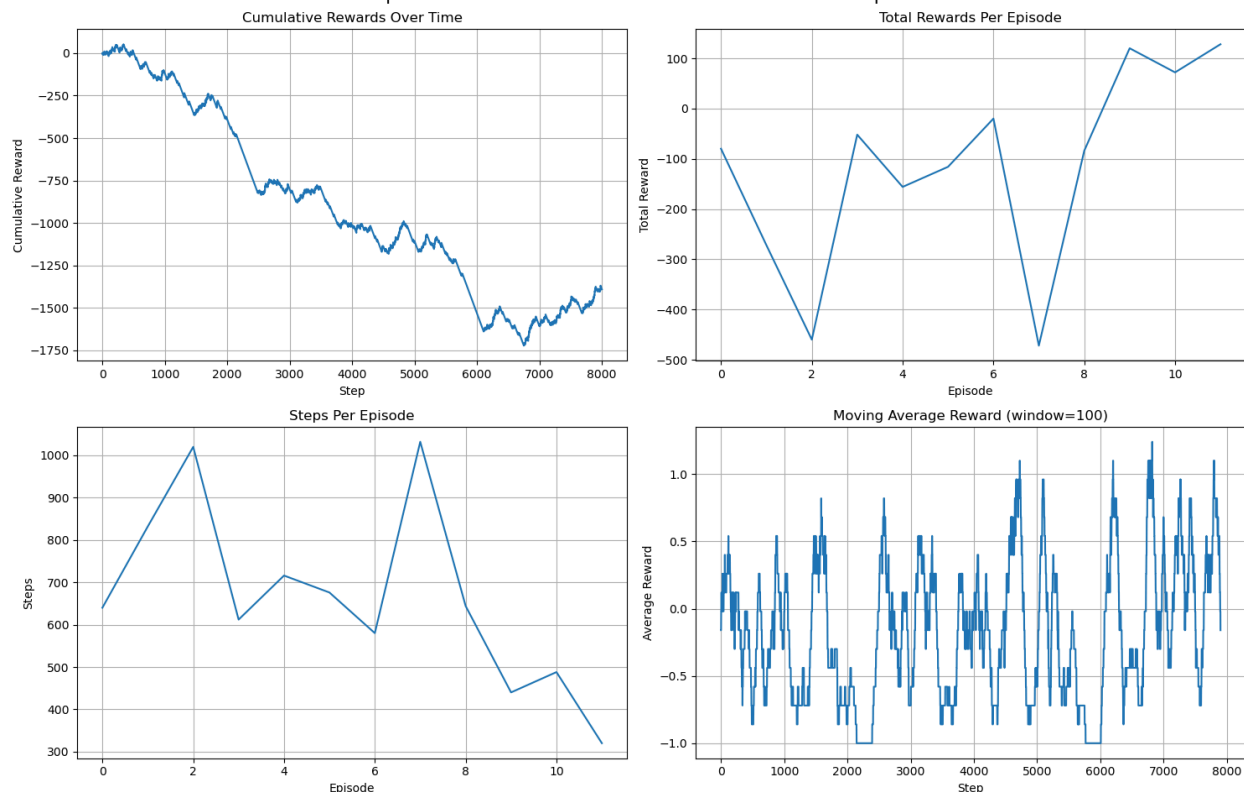 Cumulative Rewards Over Time
0
−250
−500
−750
−1000
−1250
−1500
−1750
Cumulative Reward
0 1000 2000 3000 4000 5000 6000 7000 8000
Step
Total Rewards Per Episode
100
0
−100
−200
−300
−400
−500
Total Reward
0 2 4 6 8 10
Episode
Steps Per Episode
1000
900
800
700
600
500
400
300
Steps
0 2 4 6 8 10
Episode
Moving Average Reward (window=100)
1.0
0.5
0.0
−0.5
−1.0
Average Reward
0 1000 2000 3000 4000 5000 6000 7000 8000
Step